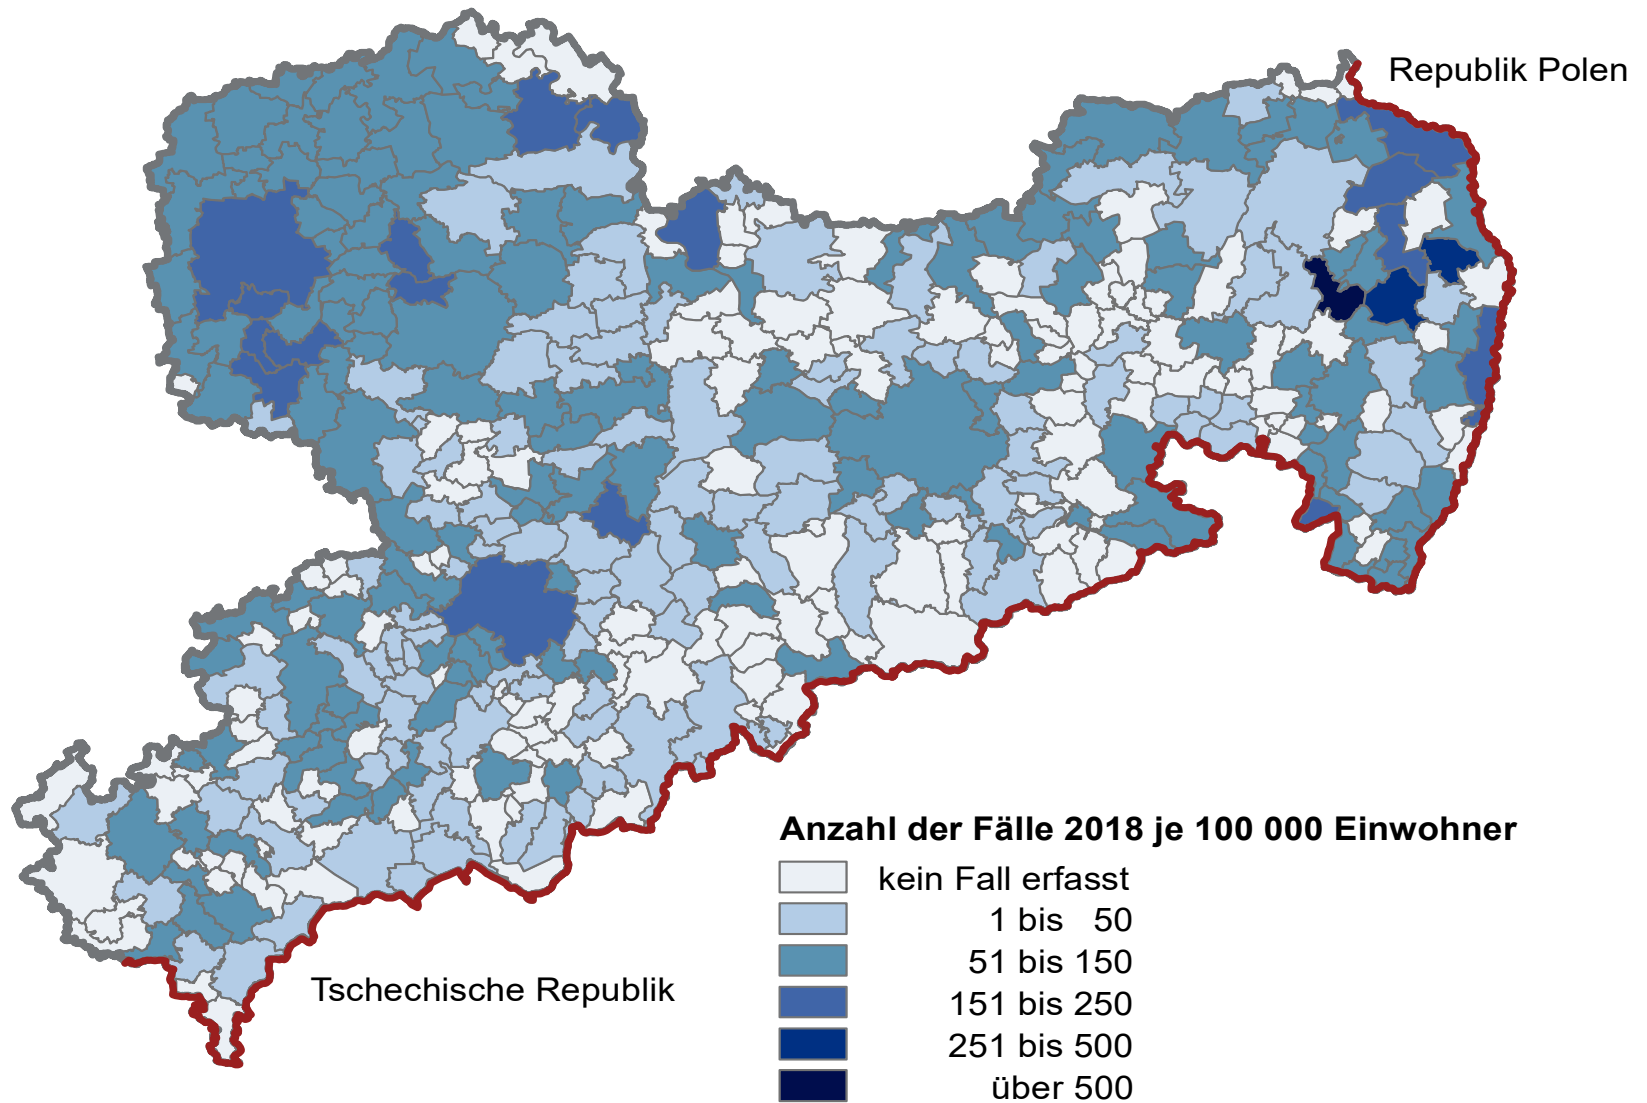 Republik Polen
Anzahl der Fälle 2018 je 100 000 Einwohner
kein Fall erfasst
1 bis 50
51 bis 150
Tschechische Republik
151 bis 250
251 bis 500
über 500